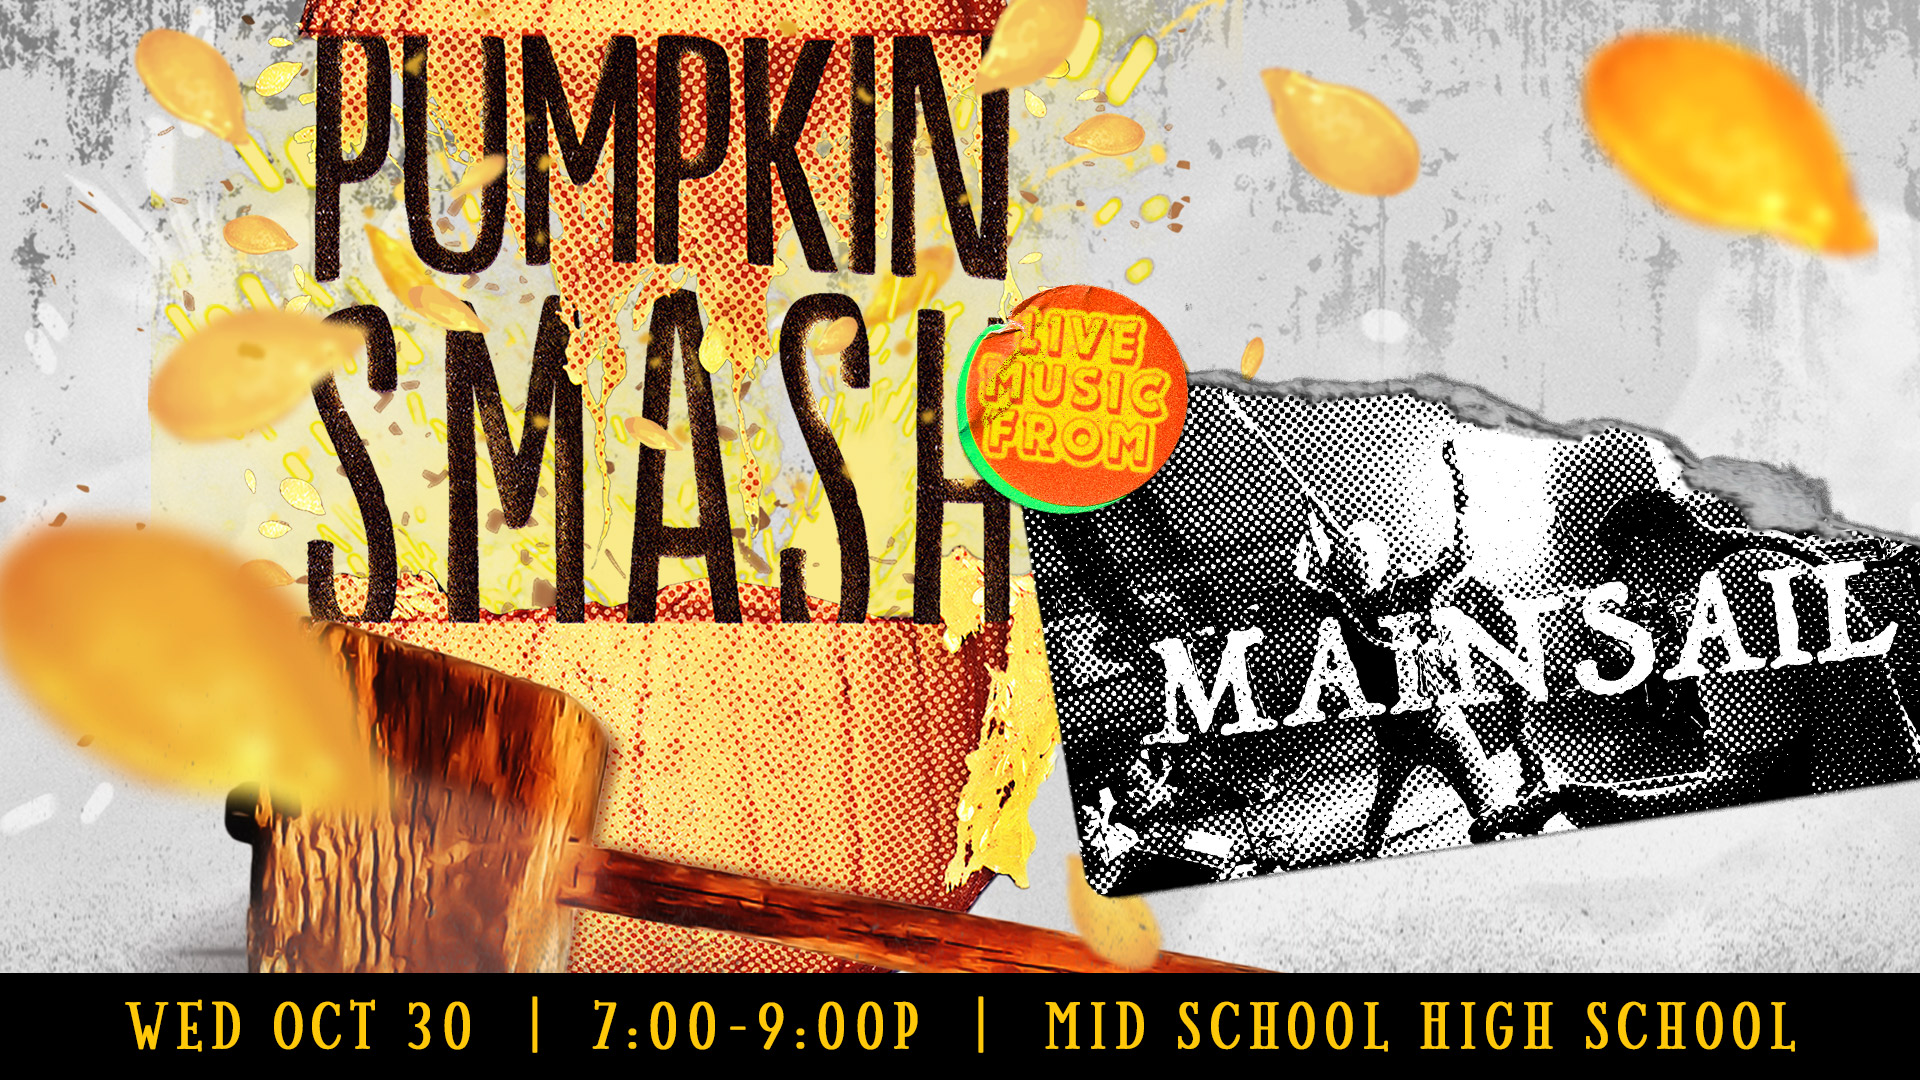 PUMPKIN
SMASH
LIVE
MUSIC
FROM
MAINSAIL
WED OCT 30 | 7:00-9:00P | MID SCHOOL HIGH SCHOOL